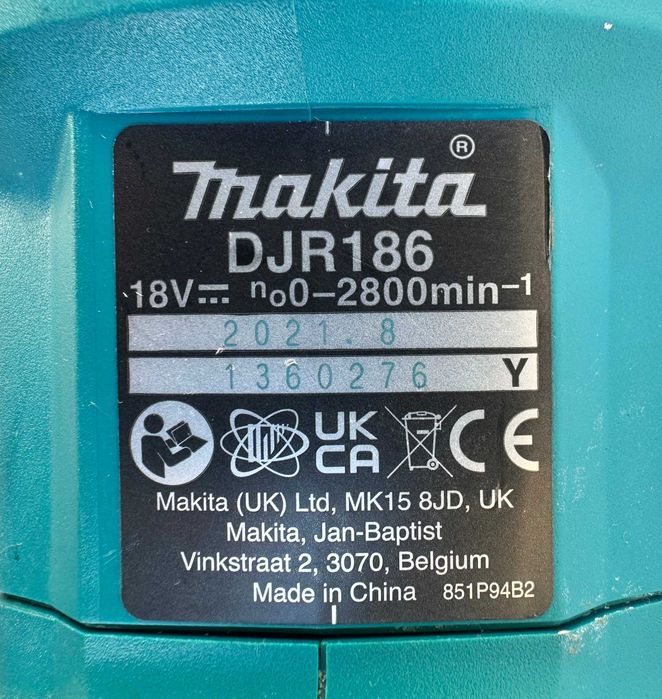 makita®
DJR186
18V⎓ n₀0–2800min⁻¹
2021.8
1360276 Y
UK CA CE
Makita (UK) Ltd, MK15 8JD, UK
Makita, Jan-Baptist
Vinkstraat 2, 3070, Belgium
Made in China 851P94B2